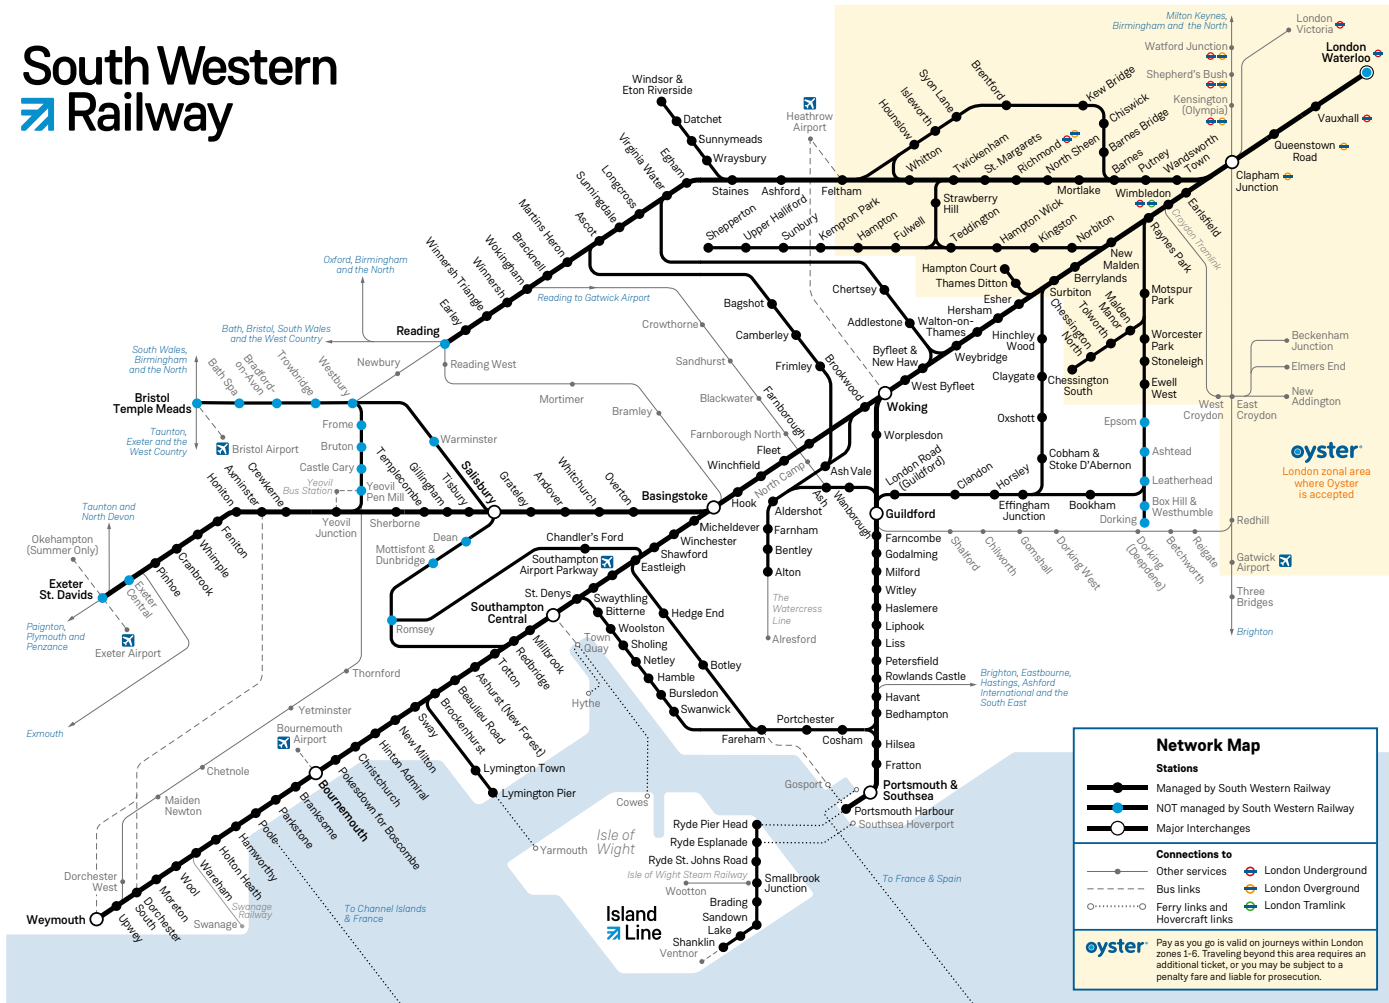 South Western
Railway
Milton Keynes,
Birmingham and the North
London
Victoria
London
Waterloo
Watford Junction
Shepherd's Bush
Kensington
(Olympia)
Vauxhall
Queenstown
Road
Clapham
Junction
Windsor &
Eton Riverside
Datchet
Sunnymeads
Wraysbury
Heathrow
Airport
Brentford
Syon Lane
Isleworth
Hounslow
Kew Bridge
Chiswick
Barnes Bridge
Whitton
Twickenham
St. Margarets
Richmond
North Sheen
Mortlake
Barnes
Putney
Wandsworth
Town
Wimbledon
Earlsfield
Croydon Tramlink
Raynes Park
Virginia Water
Egham
Staines
Ashford
Feltham
Longcross
Sunningdale
Ascot
Martins Heron
Bracknell
Wokingham
Winnersh
Winnersh Triangle
Earley
Reading
Shepperton
Upper Halliford
Sunbury
Kempton Park
Hampton
Fulwell
Strawberry
Hill
Teddington
Hampton Wick
Kingston
Norbiton
New
Malden
Berrylands
Surbiton
Hampton Court
Thames Ditton
Esher
Hersham
Walton-on-
Thames
Weybridge
Chertsey
Addlestone
Byfleet &
New Haw
West Byfleet
Woking
Motspur
Park
Malden
Manor
Tolworth
Chessington
North
Chessington
South
Worcester
Park
Stoneleigh
Ewell
West
Epsom
Ashtead
Leatherhead
Box Hill &
Westhumble
Dorking
Hinchley
Wood
Claygate
Oxshott
Cobham &
Stoke D'Abernon
Oxford, Birmingham
and the North
Bath, Bristol, South Wales
and the West Country
Reading to Gatwick Airport
Crowthorne
Sandhurst
Blackwater
Farnborough North
North Camp
Bagshot
Camberley
Frimley
Brookwood
Farnborough
Fleet
Winchfield
Hook
Basingstoke
Newbury
Reading West
Mortimer
Bramley
South Wales,
Birmingham
and the North
Bath Spa
Bradford-
on-Avon
Trowbridge
Westbury
Bristol
Temple Meads
Taunton,
Exeter and the
West Country
Bristol Airport
Frome
Bruton
Castle Cary
Yeovil
Bus Station
Yeovil
Pen Mill
Warminster
Salisbury
Tisbury
Gillingham
Templecombe
Sherborne
Yeovil
Junction
Crewkerne
Axminster
Honiton
Feniton
Whimple
Cranbrook
Pinhoe
Exeter
Central
Exeter
St. Davids
Taunton and
North Devon
Okehampton
(Summer Only)
Paignton,
Plymouth and
Penzance
Exeter Airport
Exmouth
Grateley
Andover
Whitchurch
Overton
Dean
Mottisfont &
Dunbridge
Romsey
Chandler's Ford
Southampton
Airport Parkway
Micheldever
Winchester
Shawford
Eastleigh
St. Denys
Swaythling
Bitterne
Woolston
Sholing
Netley
Hamble
Bursledon
Swanwick
Hedge End
Botley
Fareham
Portchester
Cosham
Southampton
Central
Town
Quay
Hythe
Millbrook
Redbridge
Totton
Ashurst (New Forest)
Beaulieu Road
Brockenhurst
Sway
New Milton
Hinton Admiral
Christchurch
Pokesdown for Boscombe
Bournemouth
Branksome
Parkstone
Poole
Hamworthy
Holton Heath
Wareham
Wool
Moreton
Dorchester
South
Upwey
Weymouth
Swanage
Railway
Swanage
Lymington Town
Lymington Pier
Yarmouth
Cowes
Thornford
Yetminster
Chetnole
Maiden
Newton
Dorchester
West
Bournemouth
Airport
Ash Vale
Ash
Wanborough
Aldershot
Farnham
Bentley
Alton
The
Watercress
Line
Alresford
Worplesdon
London Road
(Guildford)
Clandon
Horsley
Effingham
Junction
Bookham
Guildford
Shalford
Chilworth
Gomshall
Dorking West
Dorking
(Deepdene)
Betchworth
Reigate
Redhill
Gatwick
Airport
Three
Bridges
Brighton
West
Croydon
East
Croydon
Beckenham
Junction
Elmers End
New
Addington
oyster
London zonal area
where Oyster
is accepted
Farncombe
Godalming
Milford
Witley
Haslemere
Liphook
Liss
Petersfield
Rowlands Castle
Havant
Bedhampton
Hilsea
Fratton
Portsmouth &
Southsea
Portsmouth Harbour
Southsea Hoverport
Gosport
Brighton, Eastbourne,
Hastings, Ashford
International and the
South East
Isle of
Wight
Ryde Pier Head
Ryde Esplanade
Ryde St. Johns Road
Isle of Wight Steam Railway
Wootton
Smallbrook
Junction
Brading
Sandown
Lake
Shanklin
Ventnor
Island
Line
To Channel Islands
& France
To France & Spain
Network Map
Stations
Managed by South Western Railway
NOT managed by South Western Railway
Major Interchanges
Connections to
Other services
Bus links
Ferry links and
Hovercraft links
London Underground
London Overground
London Tramlink
oyster
Pay as you go is valid on journeys within London
zones 1-6. Traveling beyond this area requires an
additional ticket, or you may be subject to a
penalty fare and liable for prosecution.